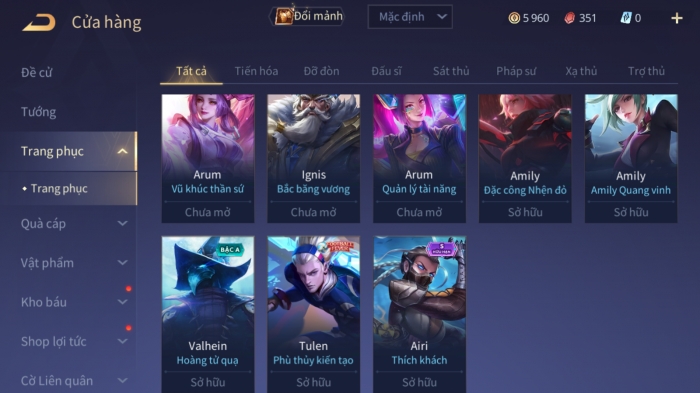 Cửa hàng
Đổi mảnh
Mặc định
5 960
351
0
+
Đề cử
Tướng
Trang phục
Trang phục
Quà cáp
Vật phẩm
Kho báu
Shop lợi tức
Cờ Liên quân
Tất cả
Tiến hóa
Đỡ đòn
Đấu sĩ
Sát thủ
Pháp sư
Xạ thủ
Trợ thủ
Arum
Vũ khúc thần sứ
Chưa mở
Ignis
Bắc băng vương
Chưa mở
Arum
Quản lý tài năng
Chưa mở
Amily
Đặc công Nhện đỏ
Sở hữu
Amily
Amily Quang vinh
Sở hữu
BẬC A
Valhein
Hoàng tử quạ
Sở hữu
Tulen
Phù thủy kiến tạo
Sở hữu
S
HỮU HẠN
Airi
Thích khách
Sở hữu